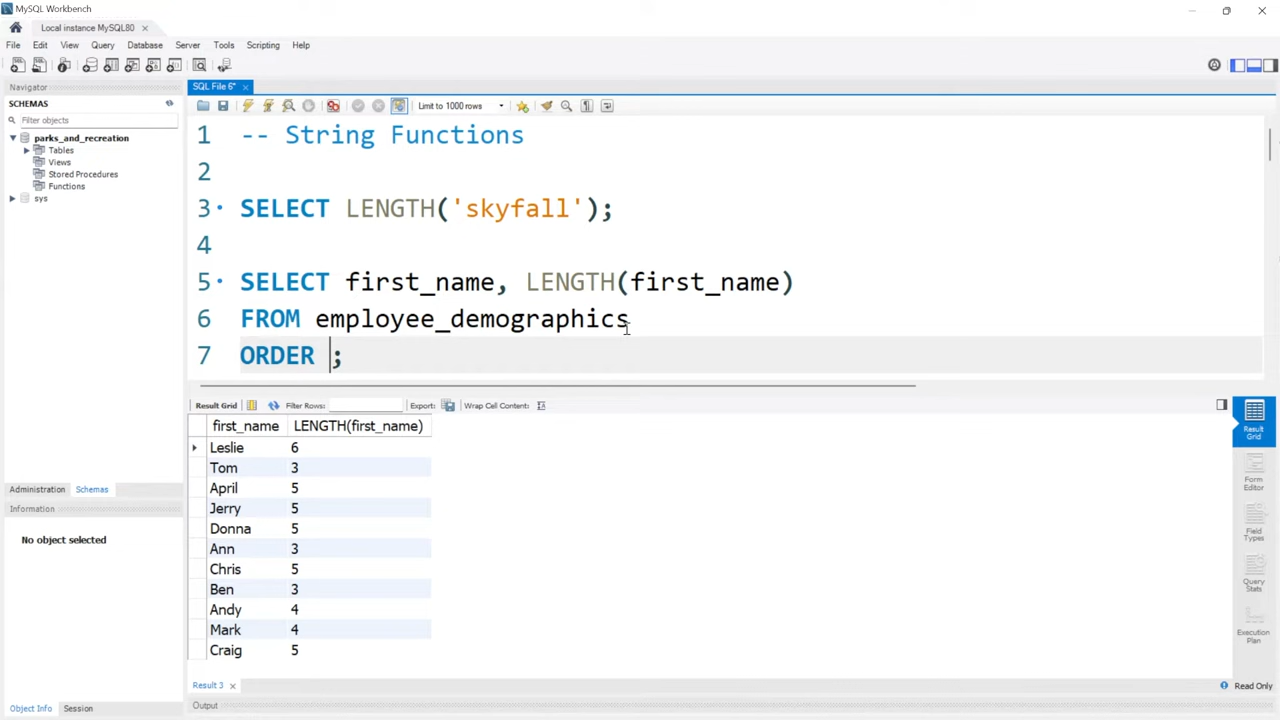 MySQL Workbench
Local instance MySQL80
File Edit View Query Database Server Tools Scripting Help
Navigator
SCHEMAS
Filter objects
parks_and_recreation
Tables
Views
Stored Procedures
Functions
sys
Administration Schemas
Information
No object selected
Object Info Session
SQL File 6*
Limit to 1000 rows
1 -- String Functions
2
3 SELECT LENGTH('skyfall');
4
5 SELECT first_name, LENGTH(first_name)
6 FROM employee_demographics
7 ORDER ;
Result Grid Filter Rows: Export: Wrap Cell Content:
first_name LENGTH(first_name)
Leslie 6
Tom 3
April 5
Jerry 5
Donna 5
Ann 3
Chris 5
Ben 3
Andy 4
Mark 4
Craig 5
Result 3
Output
Result
Grid
Form
Editor
Field
Types
Query
Stats
Execution
Plan
Read Only